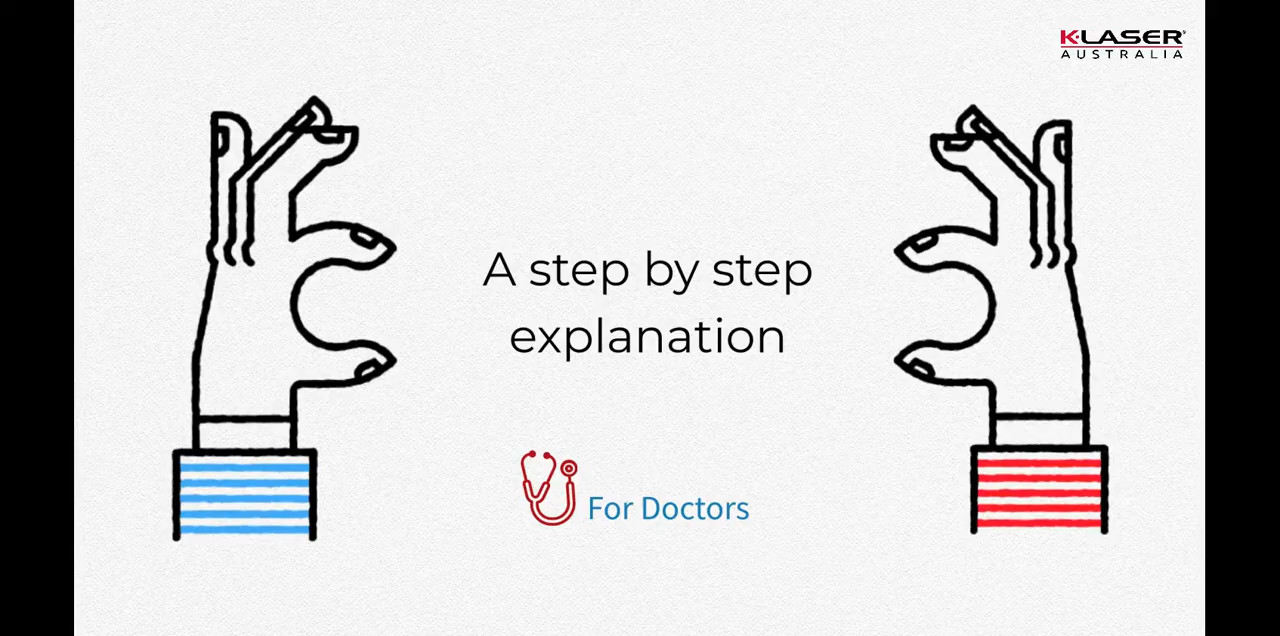 K-LASER
AUSTRALIA
A step by step
explanation
For Doctors